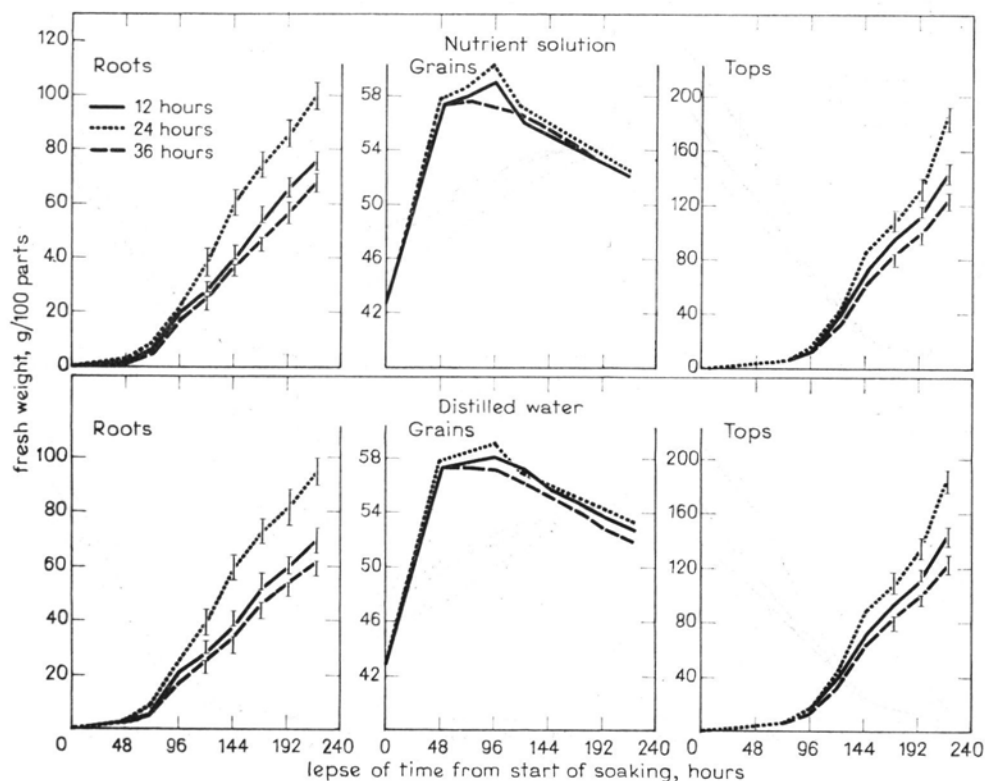 Nutrient solution
Roots
Grains
Tops
12 hours
24 hours
36 hours
120
100
80
60
40
20
0
58
54
50
46
42
200
160
120
80
40
0
Distilled water
Roots
Grains
Tops
100
80
60
40
20
0
58
54
50
46
42
200
160
120
80
40
0 48 96 144 192 240
0 48 96 144 192 240
0 48 96 144 192 240
fresh weight, g/100 parts
lepse of time from start of soaking, hours